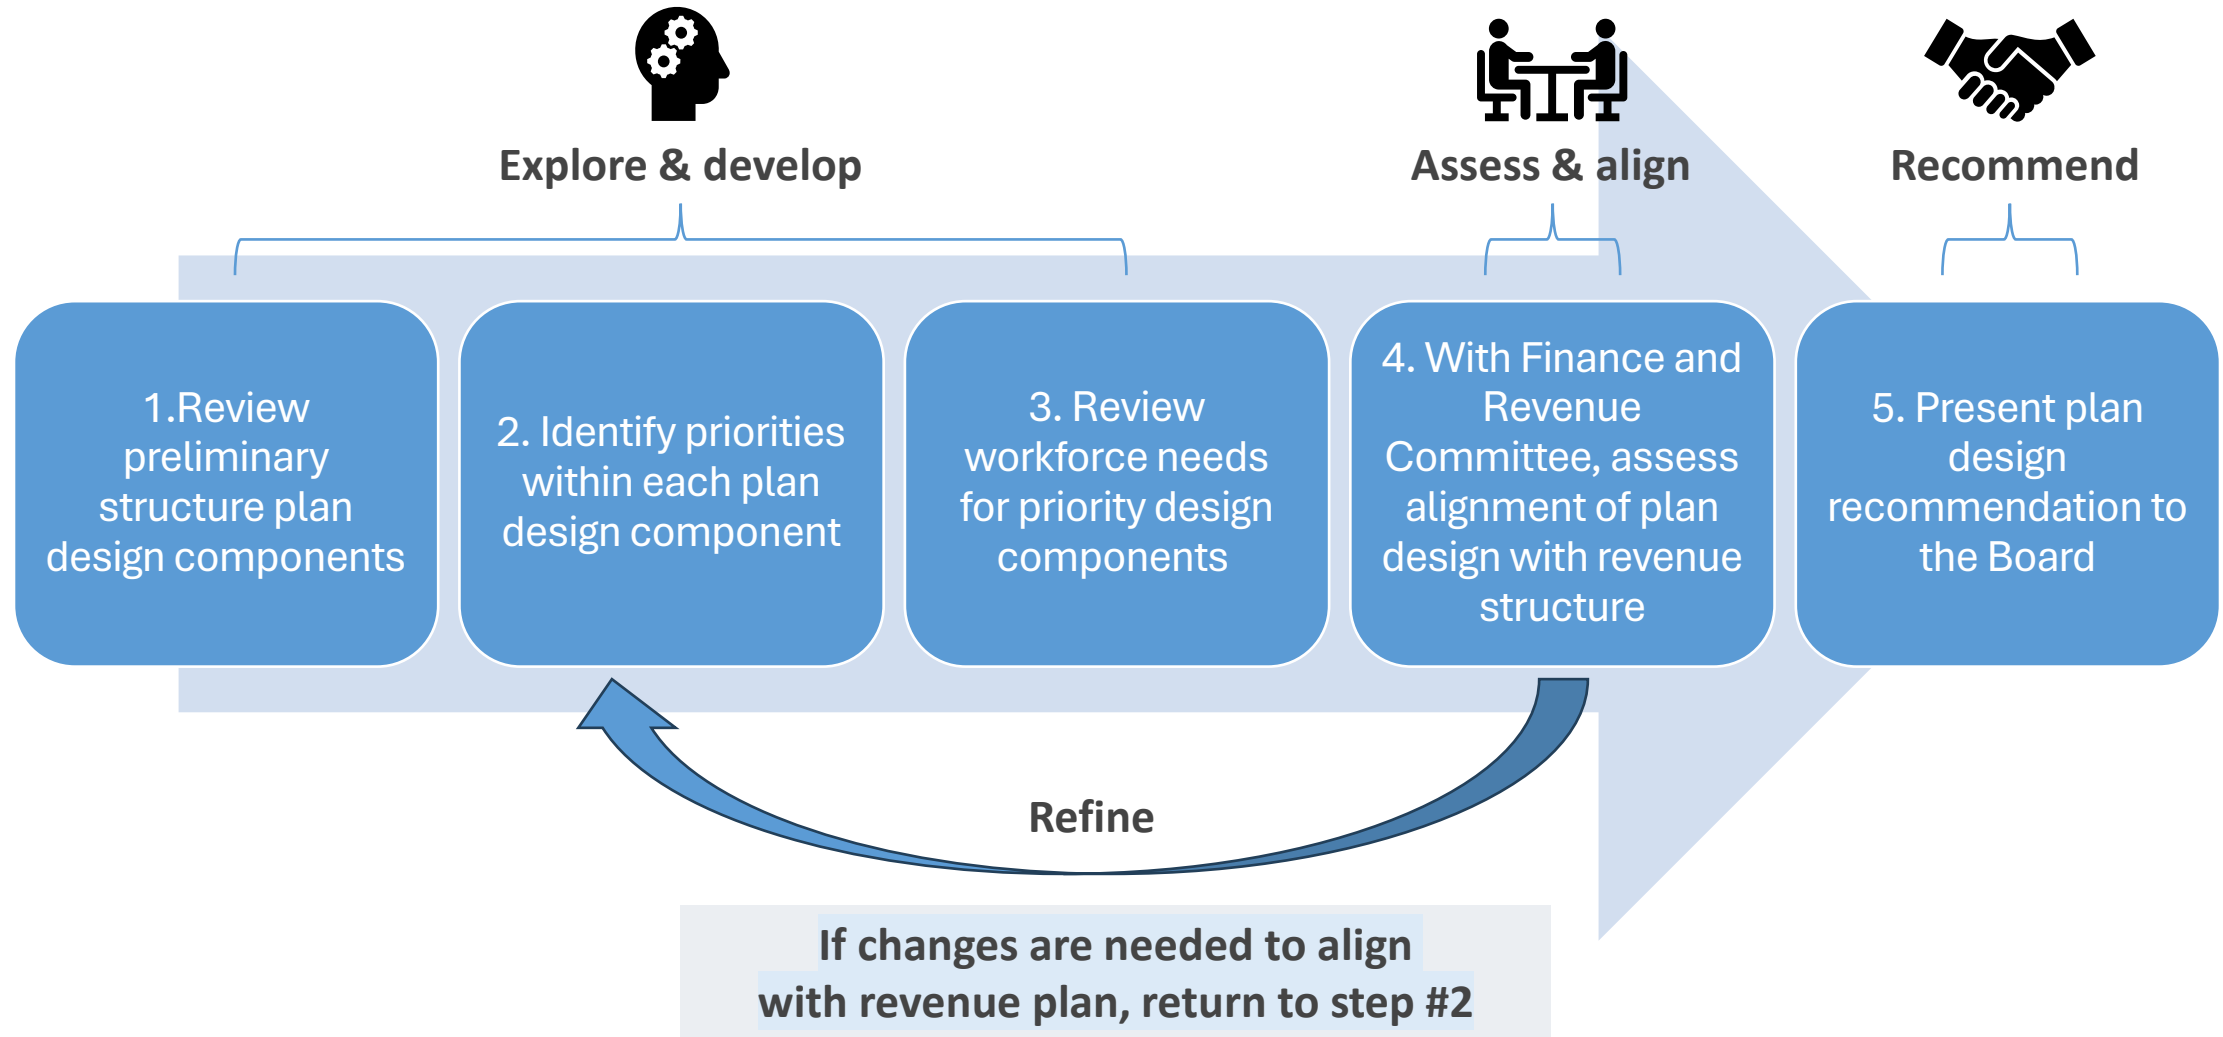 Explore & develop
Assess & align
Recommend
1.Review
preliminary
structure plan
design components
2. Identify priorities
within each plan
design component
3. Review
workforce needs
for priority design
components
4. With Finance and
Revenue
Committee, assess
alignment of plan
design with revenue
structure
5. Present plan
design
recommendation to
the Board
Refine
If changes are needed to align
with revenue plan, return to step #2